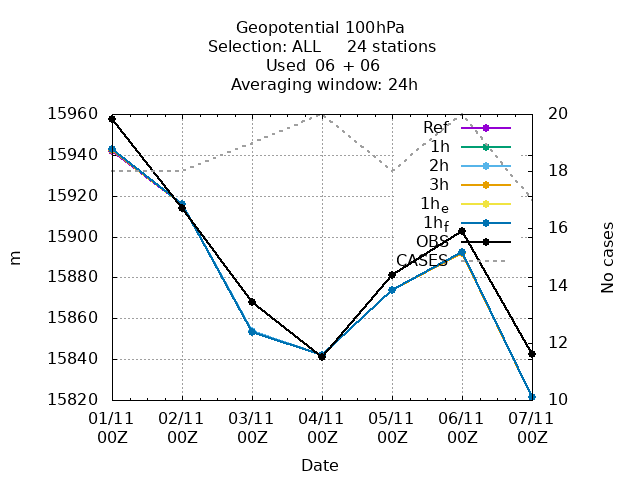 Geopotential 100hPa
Selection: ALL 24 stations
Used 06 + 06
Averaging window: 24h
15960
15940
15920
15900
15880
15860
15840
15820
m
20
18
16
14
12
10
No cases
Ref
1h
2h
3h
1he
1hf
OBS
CASES
01/11 02/11 03/11 04/11 05/11 06/11 07/11
00Z 00Z 00Z 00Z 00Z 00Z 00Z
Date